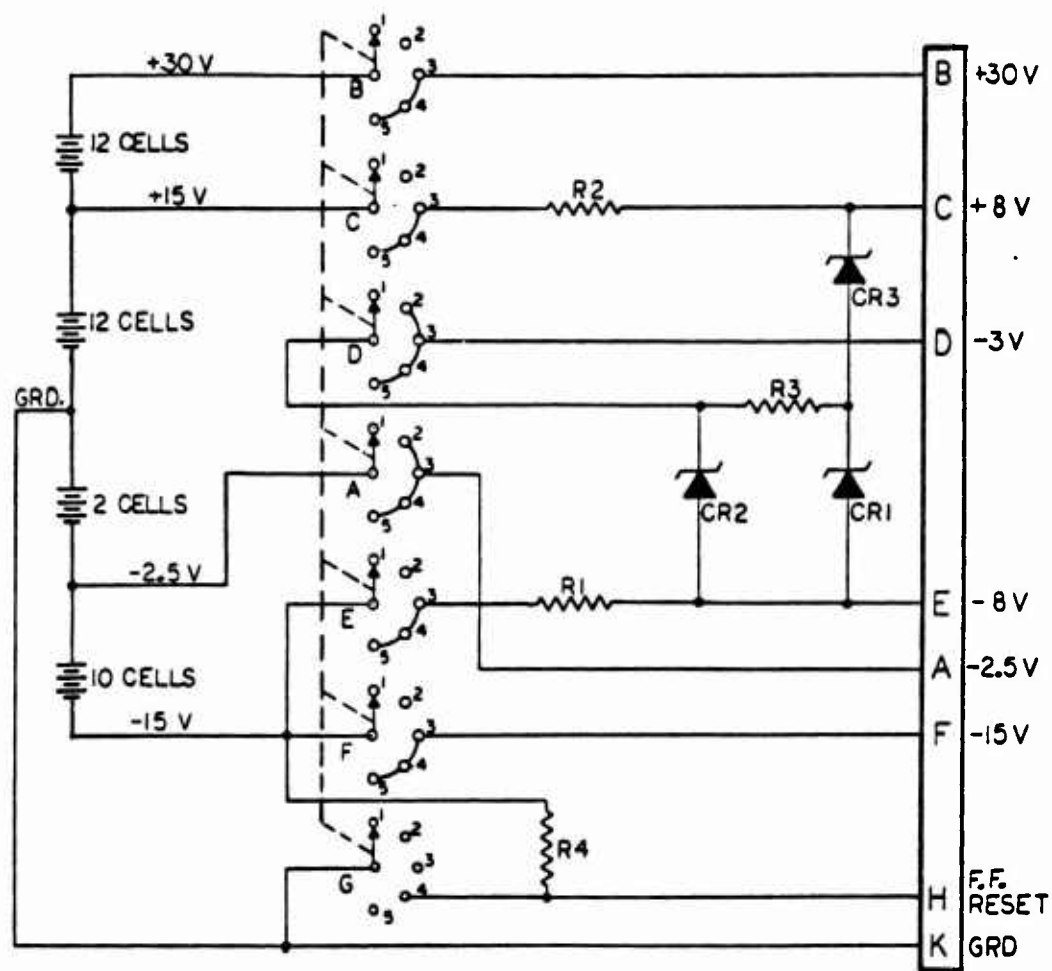 +30 V
1 2 3 4 5
B
B +30V
12 CELLS
+15 V
1 2 3 4 5
C
R2
C +8V
CR3
12 CELLS
1 2 3 4 5
D
D -3V
R3
GRD.
1 2 3 4 5
A
CR2
CR1
2 CELLS
-2.5 V
1 2 3 4 5
E
R1
E -8V
A -2.5V
10 CELLS
-15 V
1 2 3 4 5
F
F -15V
1 2 3 4 5
G
R4
H F.F.
RESET
K GRD